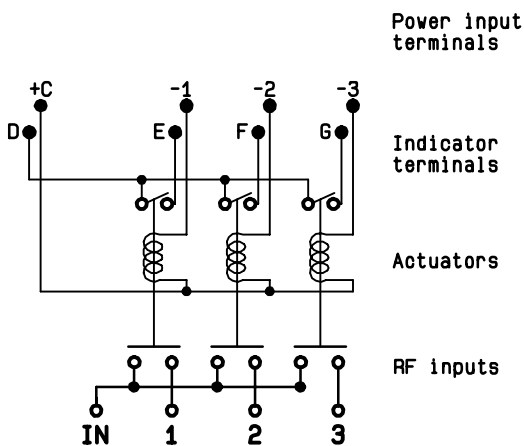 Power input
terminals
+C -1 -2 -3
D E F G
Indicator
terminals
Actuators
RF inputs
IN 1 2 3